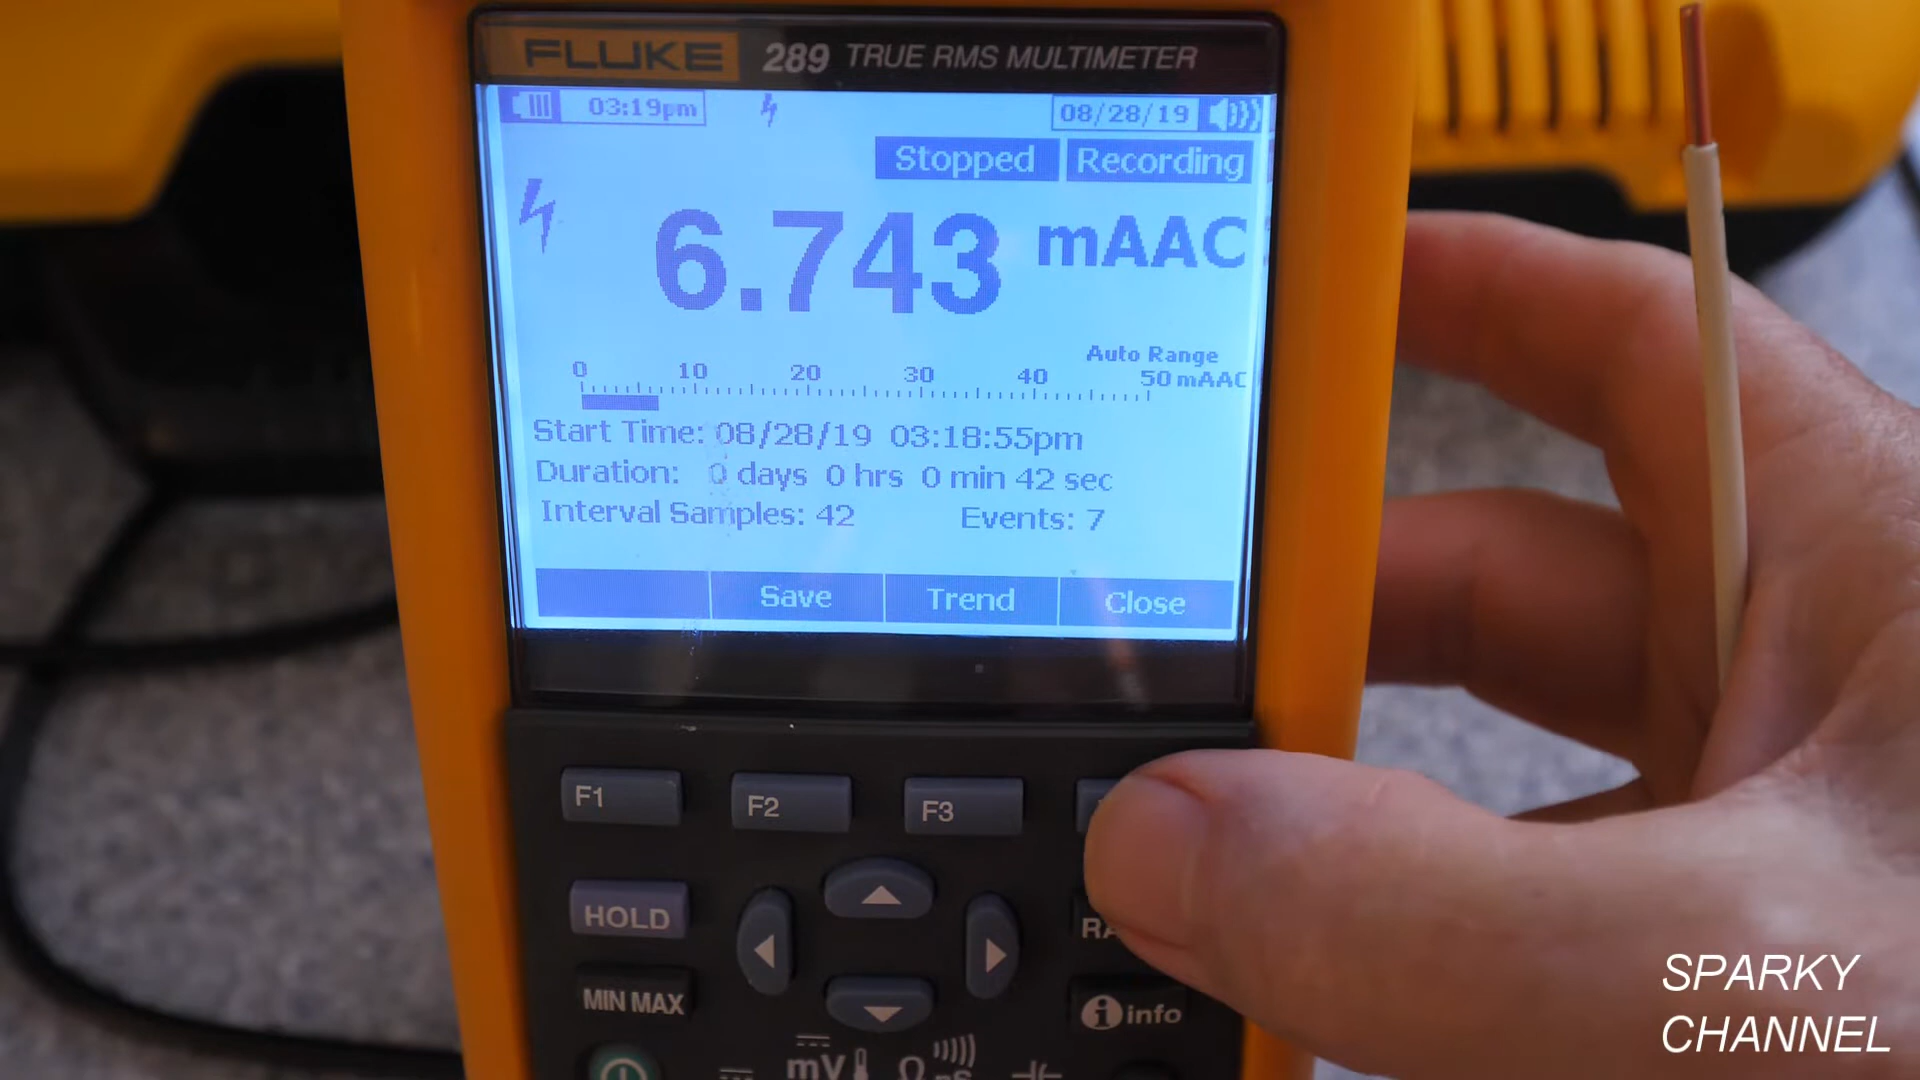 FLUKE 289 TRUE RMS MULTIMETER
03:19pm 08/28/19
Stopped Recording
6.743 mAAC
Auto Range
0 10 20 30 40 50 mAAC
Start Time: 08/28/19 03:18:55pm
Duration: 0 days 0 hrs 0 min 42 sec
Interval Samples: 42 Events: 7
Save Trend Close
F1 F2 F3
HOLD
MIN MAX
info
mV Ω
SPARKY
CHANNEL